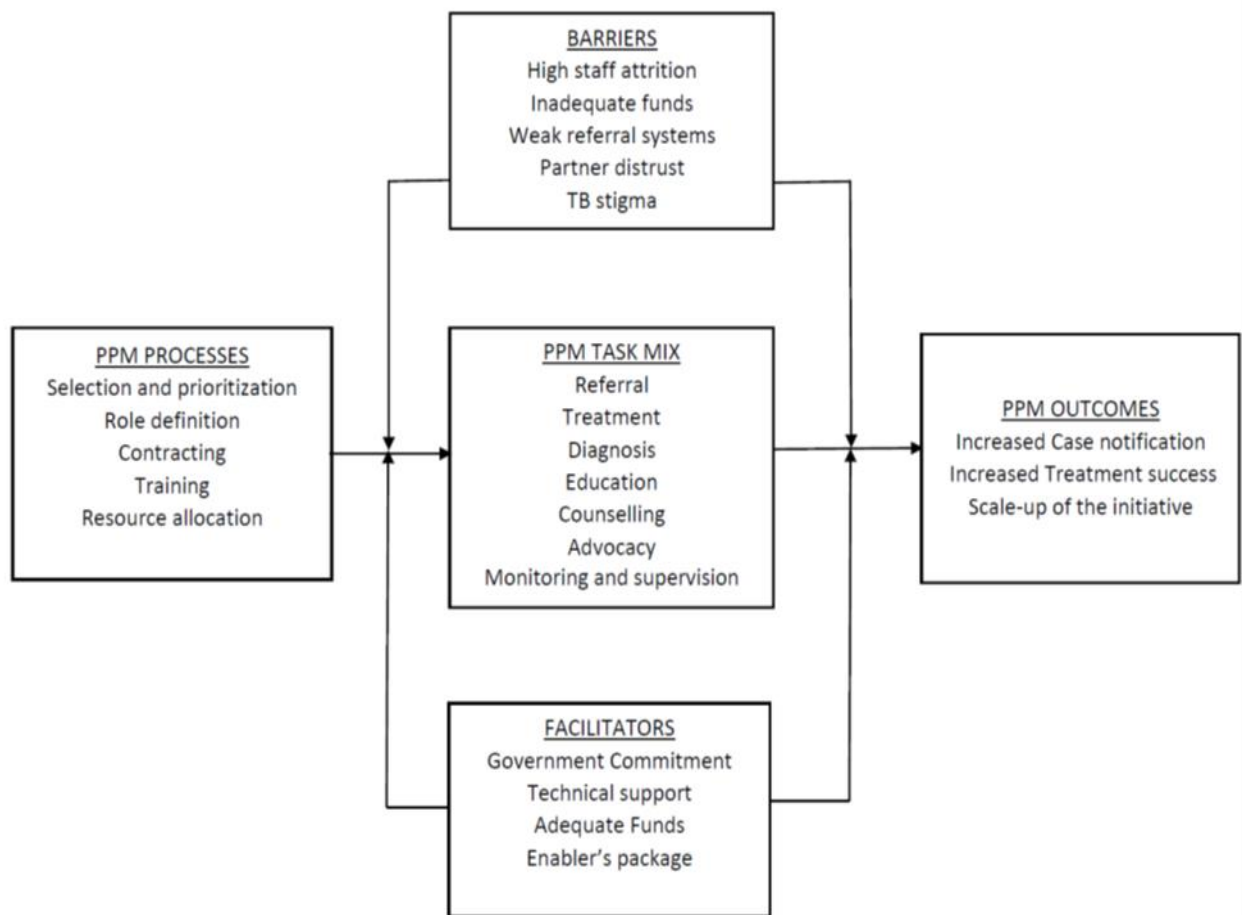 BARRIERS
High staff attrition
Inadequate funds
Weak referral systems
Partner distrust
TB stigma
PPM PROCESSES
Selection and prioritization
Role definition
Contracting
Training
Resource allocation
PPM TASK MIX
Referral
Treatment
Diagnosis
Education
Counselling
Advocacy
Monitoring and supervision
PPM OUTCOMES
Increased Case notification
Increased Treatment success
Scale-up of the initiative
FACILITATORS
Government Commitment
Technical support
Adequate Funds
Enabler’s package